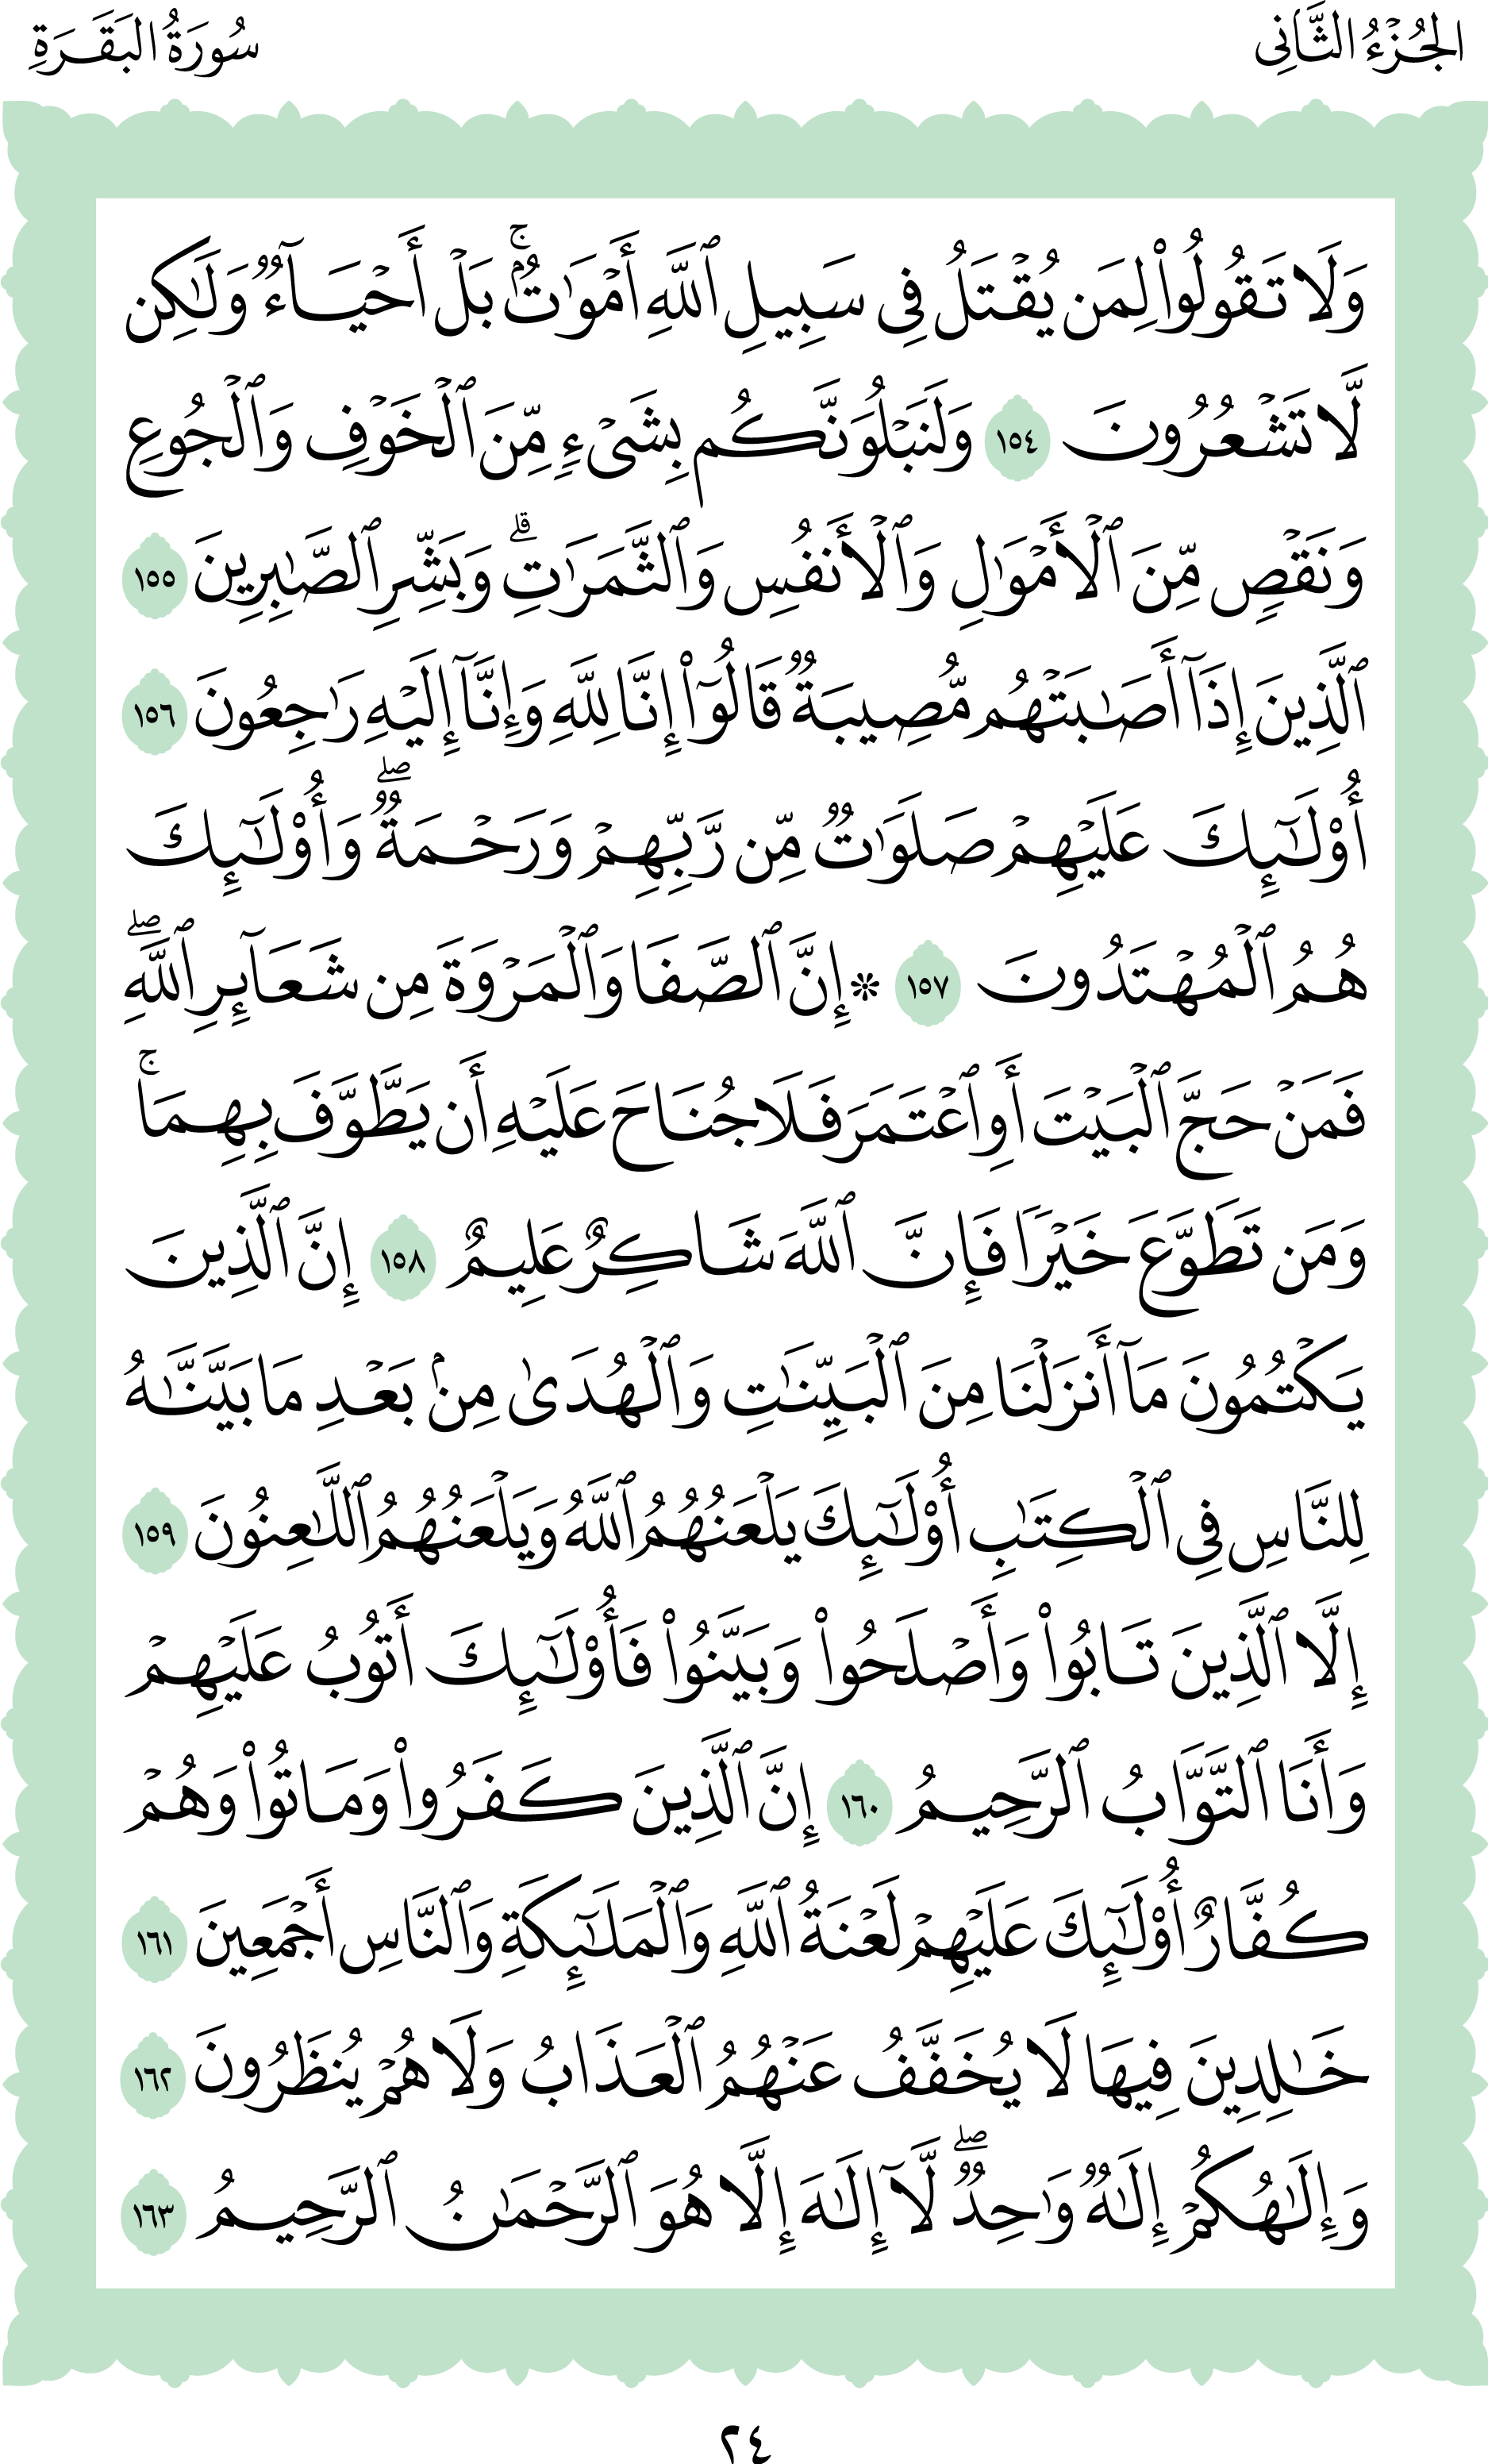 الجُزْءُ الثَّانِي
سُورَةُ البَقَرَةِ
وَلَا تَقُولُواْ لِمَن يُقۡتَلُ فِي سَبِيلِ ٱللَّهِ أَمۡوَٰتُۢۚ بَلۡ أَحۡيَآءٞ وَلَٰكِن
لَّا تَشۡعُرُونَ ١٥٤ وَلَنَبۡلُوَنَّكُم بِشَيۡءٖ مِّنَ ٱلۡخَوۡفِ وَٱلۡجُوعِ
وَنَقۡصٖ مِّنَ ٱلۡأَمۡوَٰلِ وَٱلۡأَنفُسِ وَٱلثَّمَرَٰتِۗ وَبَشِّرِ ٱلصَّٰبِرِينَ ١٥٥
ٱلَّذِينَ إِذَآ أَصَٰبَتۡهُم مُّصِيبَةٞ قَالُوٓاْ إِنَّا لِلَّهِ وَإِنَّآ إِلَيۡهِ رَٰجِعُونَ ١٥٦
أُوْلَٰٓئِكَ عَلَيۡهِمۡ صَلَوَٰتٞ مِّن رَّبِّهِمۡ وَرَحۡمَةٞۖ وَأُوْلَٰٓئِكَ
هُمُ ٱلۡمُهۡتَدُونَ ١٥٧ ۞إِنَّ ٱلصَّفَا وَٱلۡمَرۡوَةَ مِن شَعَآئِرِ ٱللَّهِۖ
فَمَنۡ حَجَّ ٱلۡبَيۡتَ أَوِ ٱعۡتَمَرَ فَلَا جُنَاحَ عَلَيۡهِ أَن يَطَّوَّفَ بِهِمَاۚ
وَمَن تَطَوَّعَ خَيۡرٗا فَإِنَّ ٱللَّهَ شَاكِرٌ عَلِيمٌ ١٥٨ إِنَّ ٱلَّذِينَ
يَكۡتُمُونَ مَآ أَنزَلۡنَا مِنَ ٱلۡبَيِّنَٰتِ وَٱلۡهُدَىٰ مِنۢ بَعۡدِ مَا بَيَّنَّٰهُ
لِلنَّاسِ فِي ٱلۡكِتَٰبِ أُوْلَٰٓئِكَ يَلۡعَنُهُمُ ٱللَّهُ وَيَلۡعَنُهُمُ ٱللَّٰعِنُونَ ١٥٩
إِلَّا ٱلَّذِينَ تَابُواْ وَأَصۡلَحُواْ وَبَيَّنُواْ فَأُوْلَٰٓئِكَ أَتُوبُ عَلَيۡهِمۡ
وَأَنَا ٱلتَّوَّابُ ٱلرَّحِيمُ ١٦٠ إِنَّ ٱلَّذِينَ كَفَرُواْ وَمَاتُواْ وَهُمۡ
كُفَّارٌ أُوْلَٰٓئِكَ عَلَيۡهِمۡ لَعۡنَةُ ٱللَّهِ وَٱلۡمَلَٰٓئِكَةِ وَٱلنَّاسِ أَجۡمَعِينَ ١٦١
خَٰلِدِينَ فِيهَا لَا يُخَفَّفُ عَنۡهُمُ ٱلۡعَذَابُ وَلَا هُمۡ يُنظَرُونَ ١٦٢
وَإِلَٰهُكُمۡ إِلَٰهٞ وَٰحِدٞۖ لَّآ إِلَٰهَ إِلَّا هُوَ ٱلرَّحۡمَٰنُ ٱلرَّحِيمُ ١٦٣
٢٤